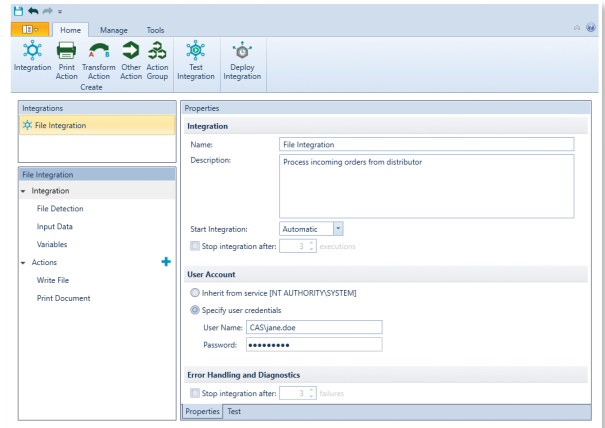 Home Manage Tools
Integration Print Action Transform Action Other Action Action Group Test Integration Deploy Integration
A B
Create
Integrations
File Integration
File Integration
Integration
File Detection
Input Data
Variables
Actions
Write File
Print Document
Properties
Integration
Name: File Integration
Description: Process incoming orders from distributor
Start Integration: Automatic
Stop integration after: 3 executions
User Account
Inherit from service [NT AUTHORITY\SYSTEM]
Specify user credentials
User Name: CAS\jane.doe
Password: •••••••••
Error Handling and Diagnostics
Stop integration after: 3 failures
Properties Test